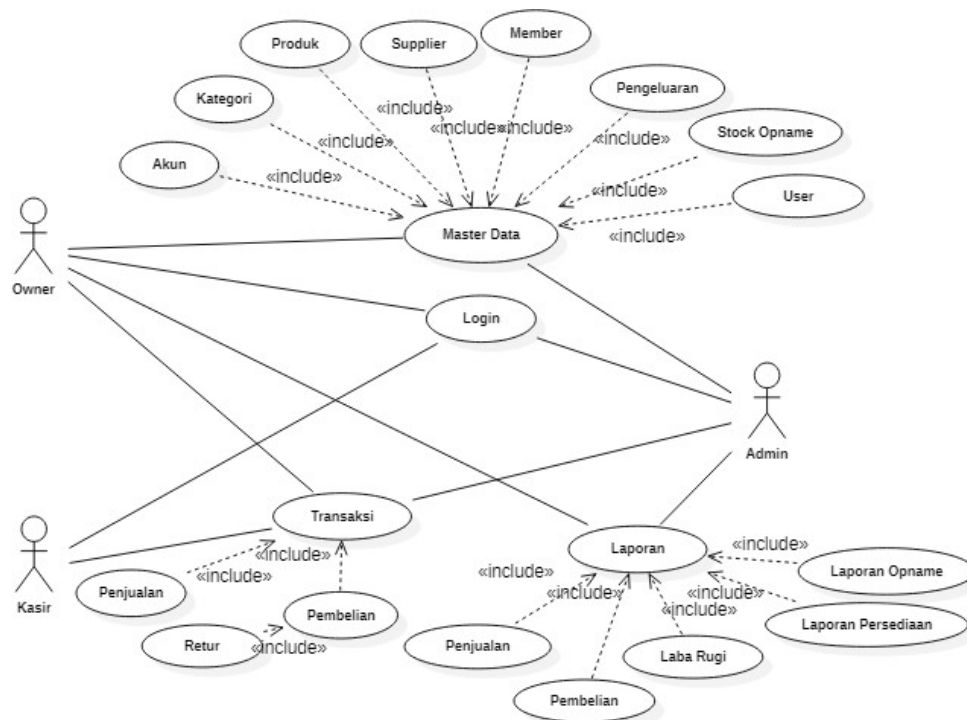 Member
Produk
Supplier
Pengeluaran
Kategori
«include»
Stock Opname
«include»
«include»
«include»
«include»
Akun
«include»
«include»
User
Master Data
«include»
Owner
Login
Admin
Transaksi
Kasir
«include»
Laporan
«include»
«include»
Laporan Opname
Penjualan
«include»
«include»
«include»
Pembelian
«include»
Laporan Persediaan
Retur
«include»
Penjualan
Laba Rugi
Pembelian